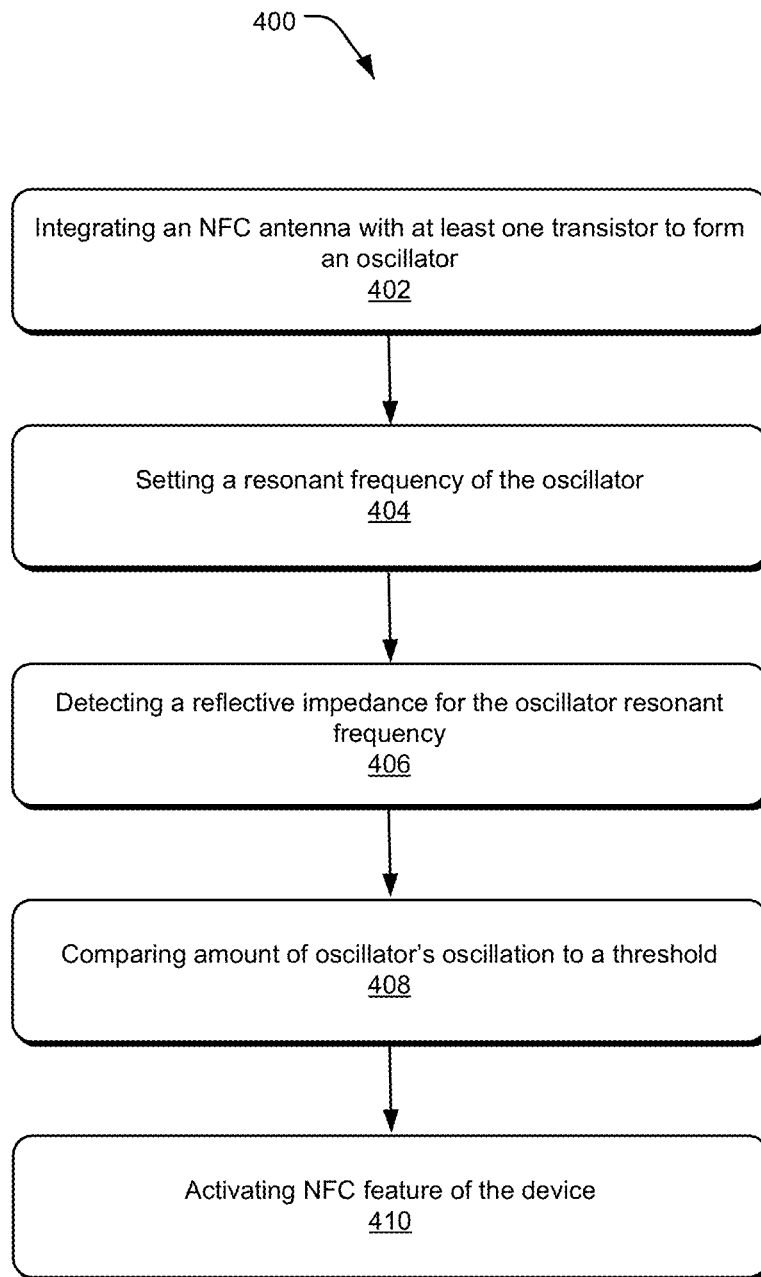 400
Integrating an NFC antenna with at least one transistor to form
an oscillator
402
Setting a resonant frequency of the oscillator
404
Detecting a reflective impedance for the oscillator resonant
frequency
406
Comparing amount of oscillator’s oscillation to a threshold
408
Activating NFC feature of the device
410